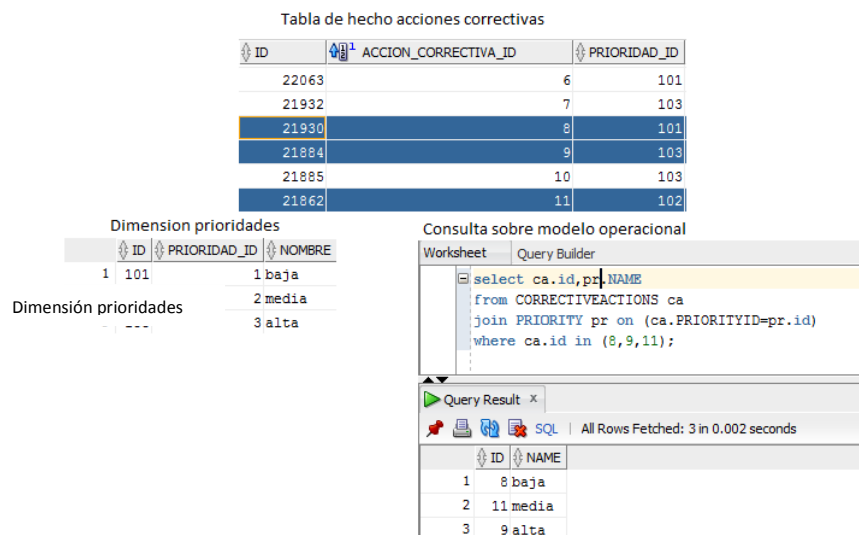 Tabla de hecho acciones correctivas
ID ACCION_CORRECTIVA_ID PRIORIDAD_ID
22063 6 101
21932 7 103
21930 8 101
21884 9 103
21885 10 103
21862 11 102
Dimension prioridades
ID PRIORIDAD_ID NOMBRE
1 101 1 baja
2 media
3 alta
Dimensión prioridades
Consulta sobre modelo operacional
Worksheet Query Builder
select ca.id,pr.NAME
from CORRECTIVEACTIONS ca
join PRIORITY pr on (ca.PRIORITYID=pr.id)
where ca.id in (8,9,11);
Query Result x
SQL | All Rows Fetched: 3 in 0.002 seconds
ID NAME
1 8 baja
2 11 media
3 9 alta